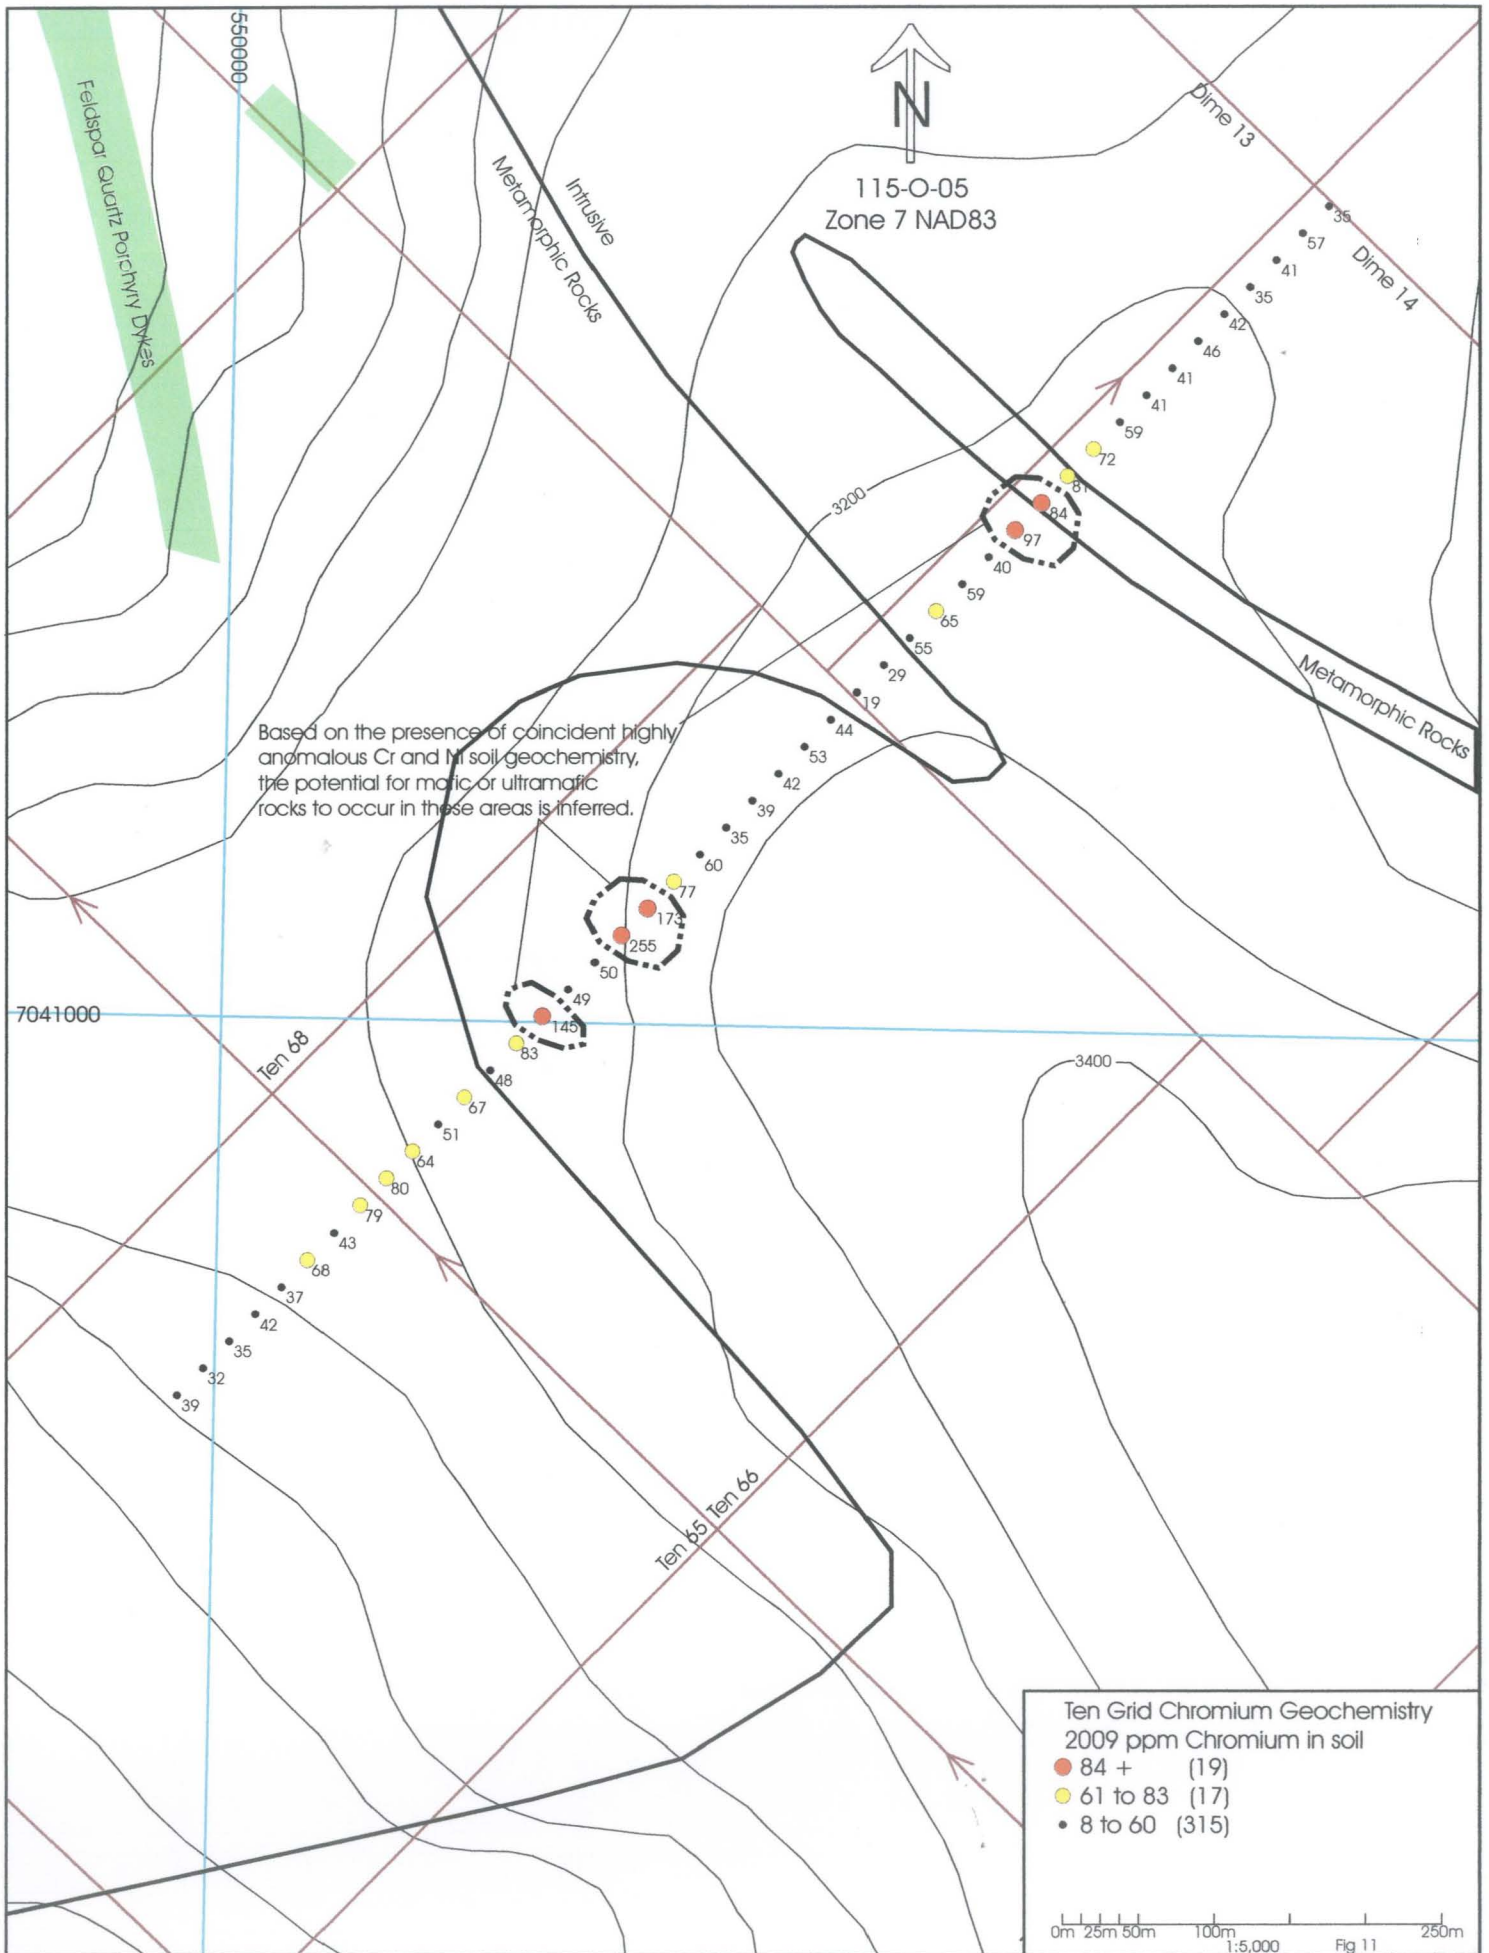 550000
Feldspar Quartz Porphyry Dykes
Intrusive
Metamorphic Rocks
N
115-O-05
Zone 7 NAD83
Dime 13
Dime 14
35
57
41
35
42
46
41
41
59
72
81
84
97
40
59
65
55
29
19
44
53
42
39
35
60
77
173
255
50
49
145
83
48
67
51
64
80
79
43
68
37
42
35
32
39
3200
Metamorphic Rocks
Based on the presence of coincident highly
anomalous Cr and Ni soil geochemistry,
the potential for mafic or ultramafic
rocks to occur in these areas is inferred.
7041000
Ten 68
3400
Ten 65
Ten 66
Ten Grid Chromium Geochemistry
2009 ppm Chromium in soil
84 + (19)
61 to 83 (17)
8 to 60 (315)
0m 25m 50m 100m 250m
1:5,000
Fig 11